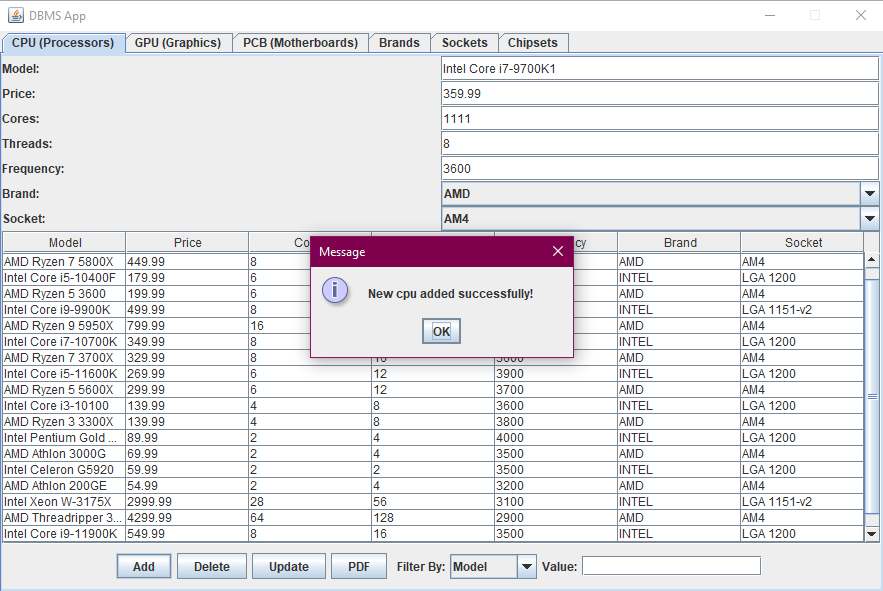 DBMS App
CPU (Processors) GPU (Graphics) PCB (Motherboards) Brands Sockets Chipsets
Model: Intel Core i7-9700K1
Price: 359.99
Cores: 1111
Threads: 8
Frequency: 3600
Brand: AMD
Socket: AM4
Model Price Co cy Brand Socket
Message
New cpu added successfully!
OK
AMD Ryzen 7 5800X 449.99 8 AMD AM4
Intel Core i5-10400F 179.99 6 INTEL LGA 1200
AMD Ryzen 5 3600 199.99 6 AMD AM4
Intel Core i9-9900K 499.99 8 INTEL LGA 1151-v2
AMD Ryzen 9 5950X 799.99 16 AMD AM4
Intel Core i7-10700K 349.99 8 INTEL LGA 1200
AMD Ryzen 7 3700X 329.99 8 AMD AM4
Intel Core i5-11600K 269.99 6 12 3900 INTEL LGA 1200
AMD Ryzen 5 5600X 299.99 6 12 3700 AMD AM4
Intel Core i3-10100 139.99 4 8 3600 INTEL LGA 1200
AMD Ryzen 3 3300X 139.99 4 8 3800 AMD AM4
Intel Pentium Gold ... 89.99 2 4 4000 INTEL LGA 1200
AMD Athlon 3000G 69.99 2 4 3500 AMD AM4
Intel Celeron G5920 59.99 2 2 3500 INTEL LGA 1200
AMD Athlon 200GE 54.99 2 4 3200 AMD AM4
Intel Xeon W-3175X 2999.99 28 56 3100 INTEL LGA 1151-v2
AMD Threadripper 3... 4299.99 64 128 2900 AMD AM4
Intel Core i9-11900K 549.99 8 16 3500 INTEL LGA 1200
Add Delete Update PDF Filter By: Model Value: